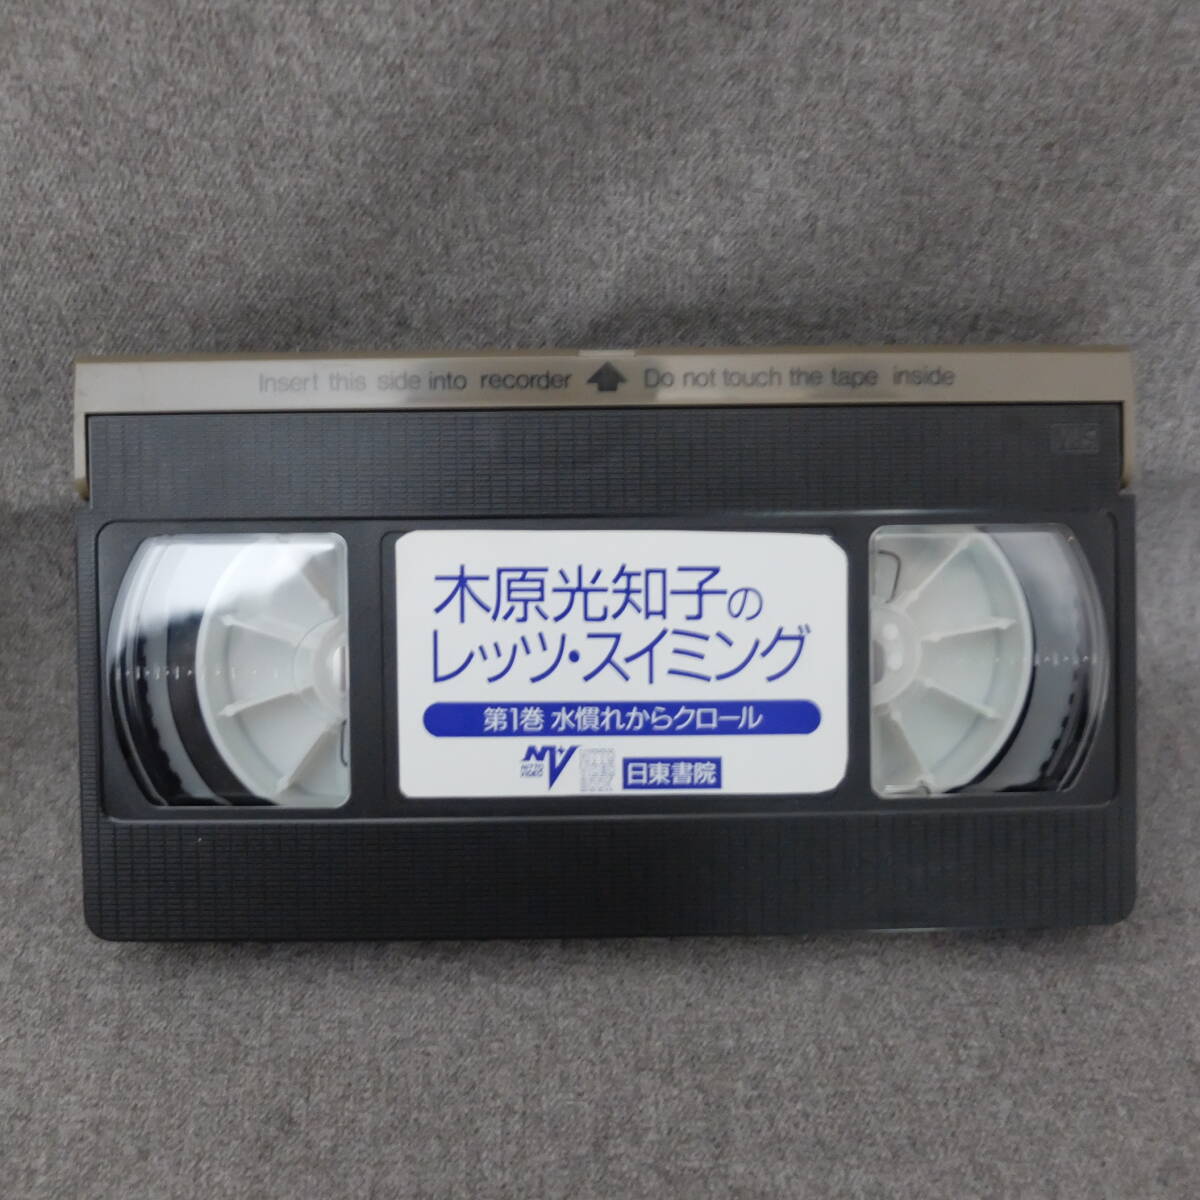 Insert this side into recorder Do not touch the tape inside
VHS
木原光知子の
レッツ・スイミング
第1巻 水慣れからクロール
NV
NITTO
VIDEO
日東書院